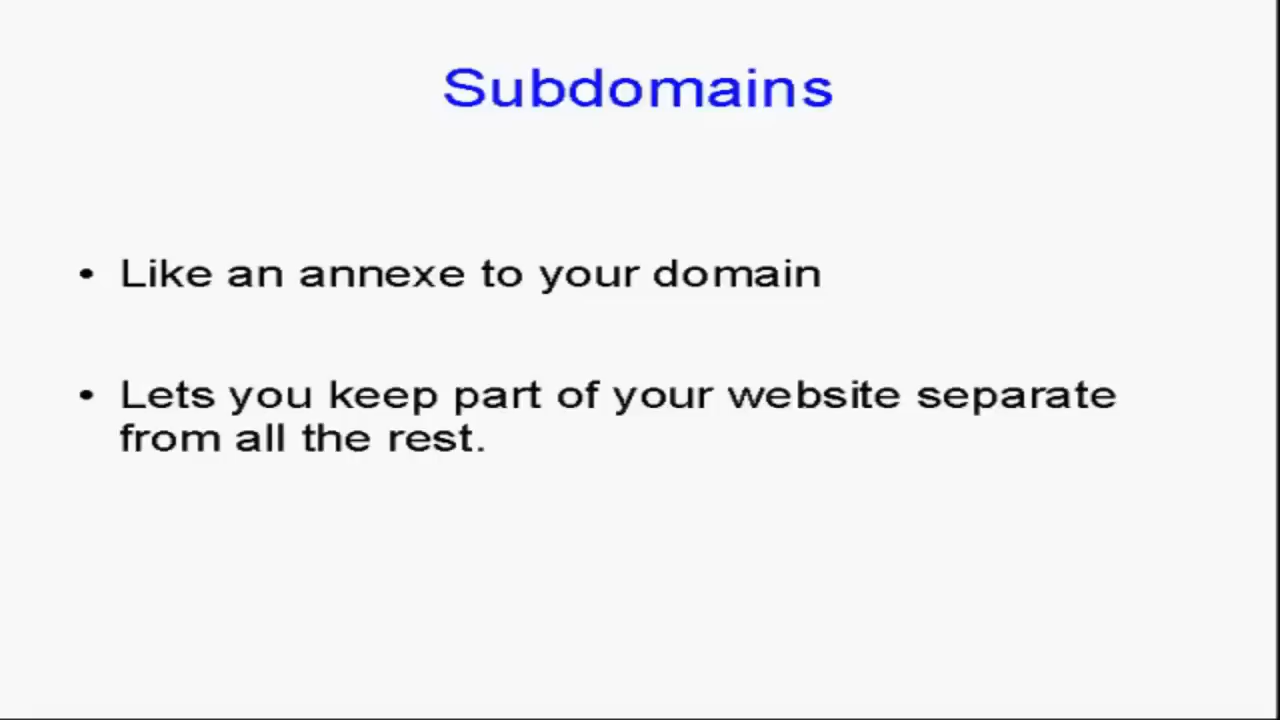 Subdomains
• Like an annexe to your domain
• Lets you keep part of your website separate
from all the rest.